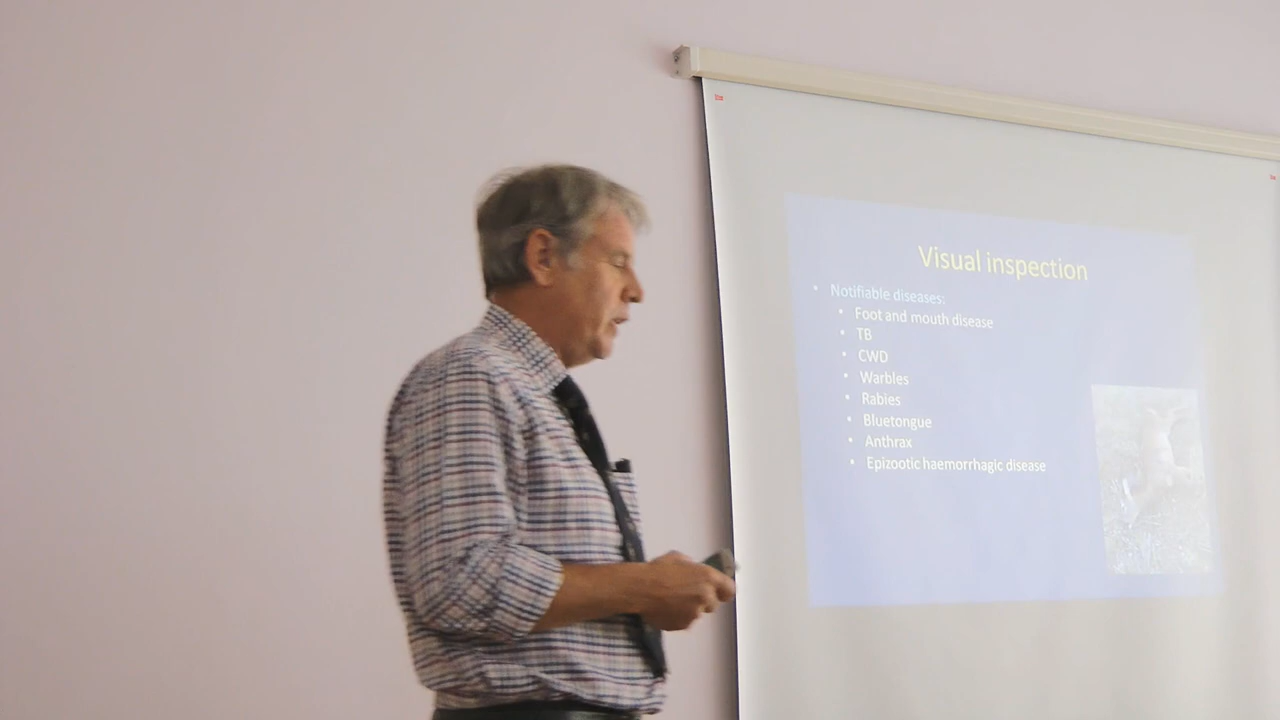 Visual inspection
• Notifiable diseases:
• Foot and mouth disease
• TB
• CWD
• Warbles
• Rabies
• Bluetongue
• Anthrax
• Epizootic haemorrhagic disease